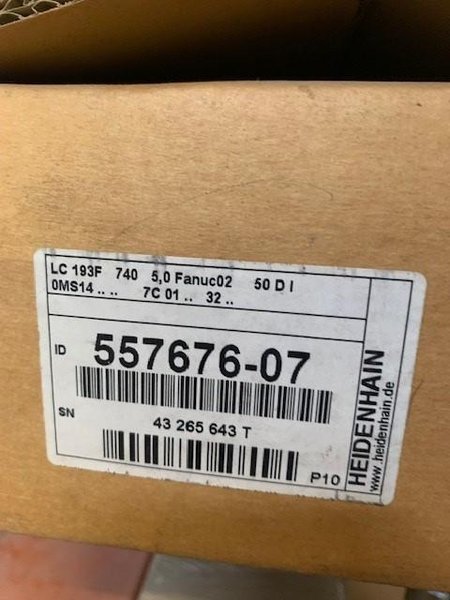 LC 193F 740 5,0 Fanuc02 50 D I
0MS14 .. .. 7C 01 .. 32 ..
ID 557676-07
SN 43 265 643 T
P10
HEIDENHAIN
www.heidenhain.de